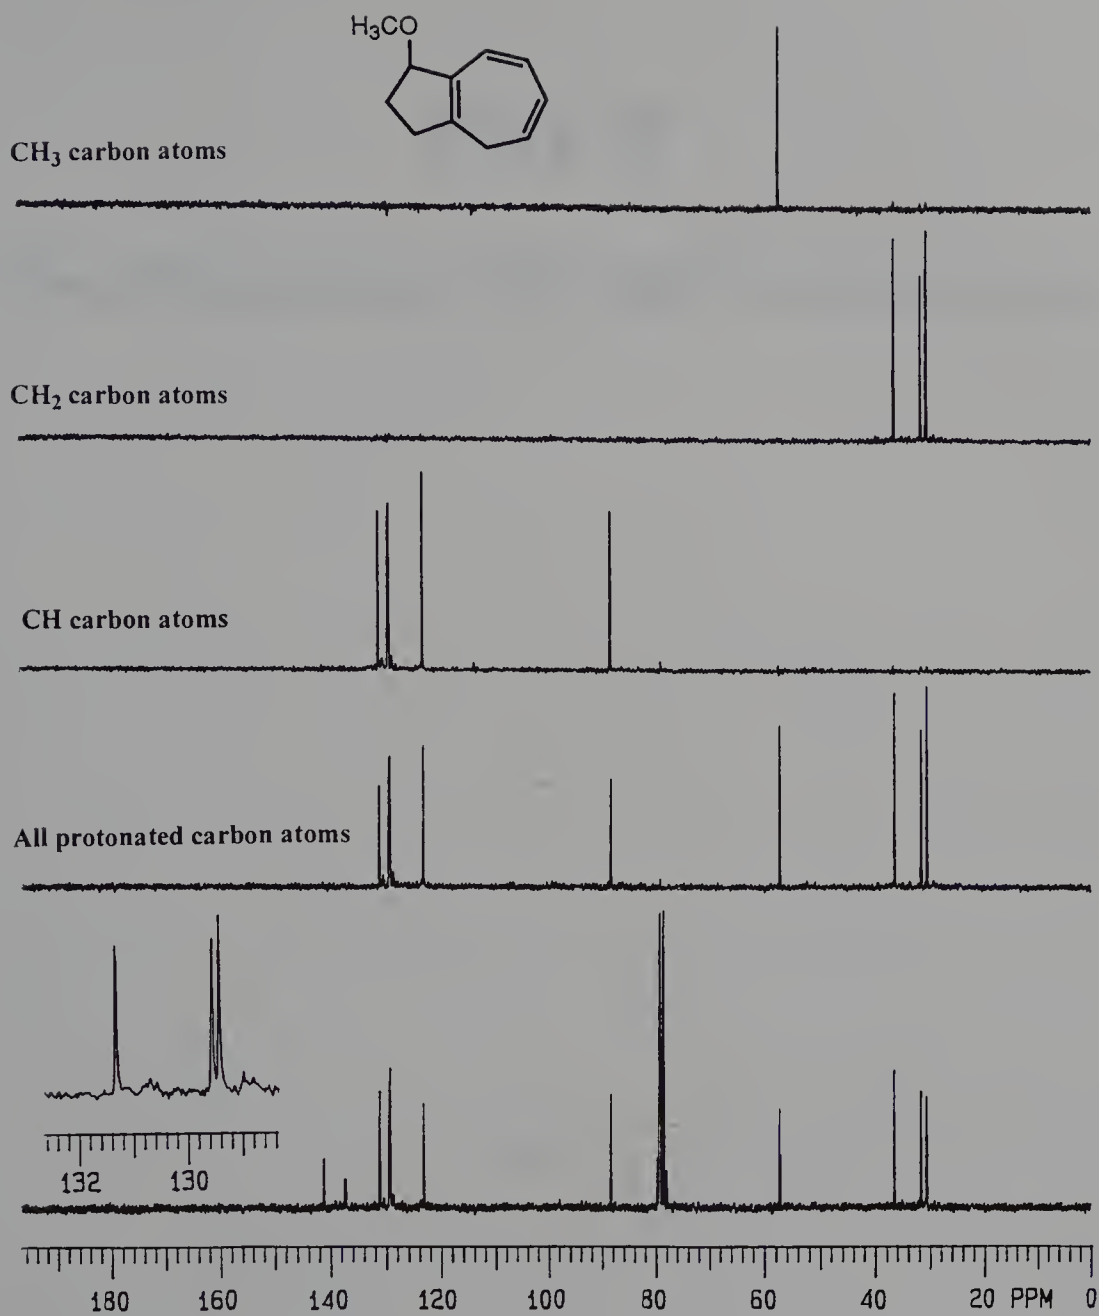 H₃CO
CH₃ carbon atoms
CH₂ carbon atoms
CH carbon atoms
All protonated carbon atoms
132 130
180 160 140 120 100 80 60 40 20 PPM 0